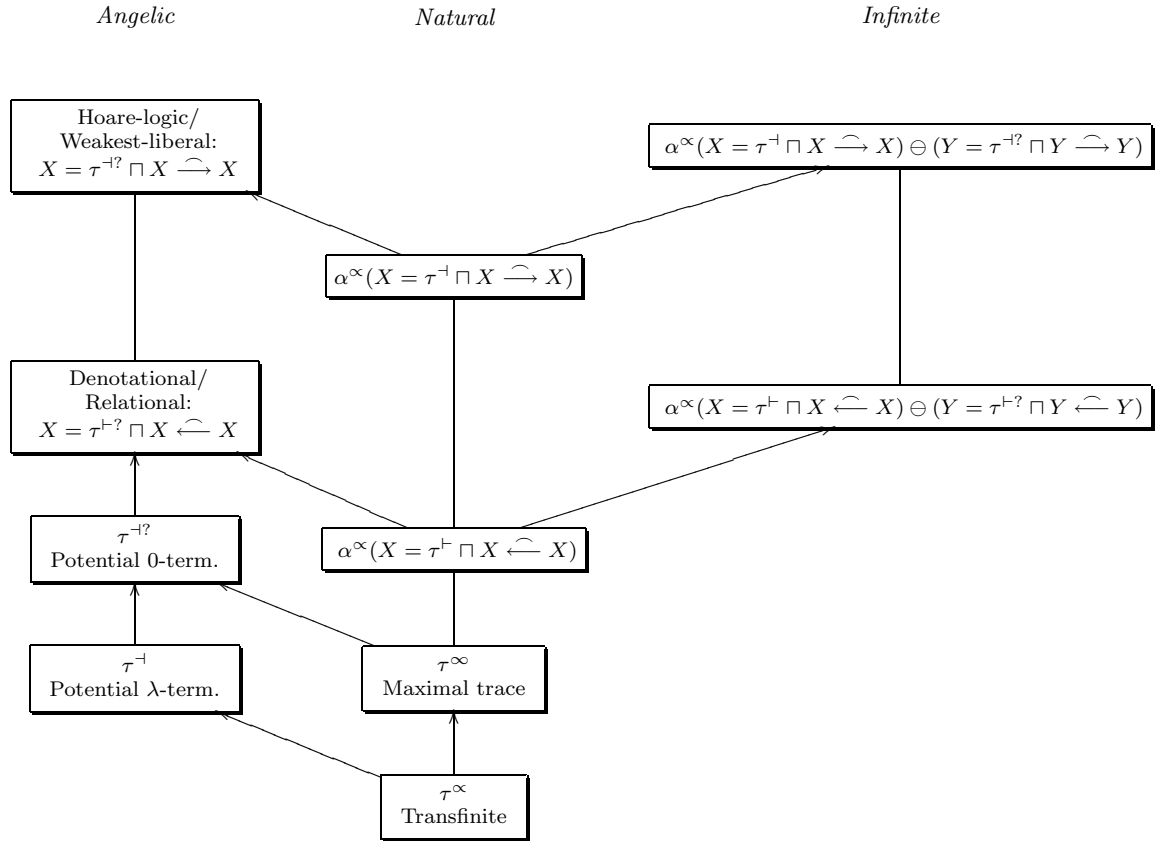 Angelic Natural Infinite
Hoare-logic/
Weakest-liberal:
X = τ^⊣? ⊓ X ⌢⟶ X
α^∝(X = τ^⊣ ⊓ X ⌢⟶ X) ⊖ (Y = τ^⊣? ⊓ Y ⌢⟶ Y)
α^∝(X = τ^⊣ ⊓ X ⌢⟶ X)
Denotational/
Relational:
X = τ^⊢? ⊓ X ⌢⟵ X
α^∝(X = τ^⊢ ⊓ X ⌢⟵ X) ⊖ (Y = τ^⊢? ⊓ Y ⌢⟵ Y)
τ^⊣?
Potential 0-term.
α^∝(X = τ^⊢ ⊓ X ⌢⟵ X)
τ^⊣
Potential λ-term.
τ^∞
Maximal trace
τ^∝
Transfinite